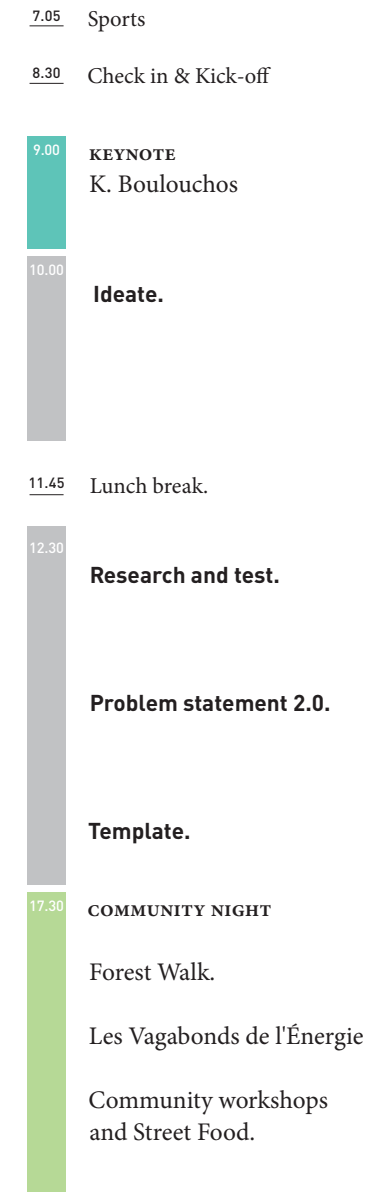 7.05 Sports
8.30 Check in & Kick-off
9.00 KEYNOTE
K. Boulouchos
10.00
Ideate.
11.45 Lunch break.
12.30
Research and test.
Problem statement 2.0.
Template.
17.30 COMMUNITY NIGHT
Forest Walk.
Les Vagabonds de l'Énergie
Community workshops
and Street Food.